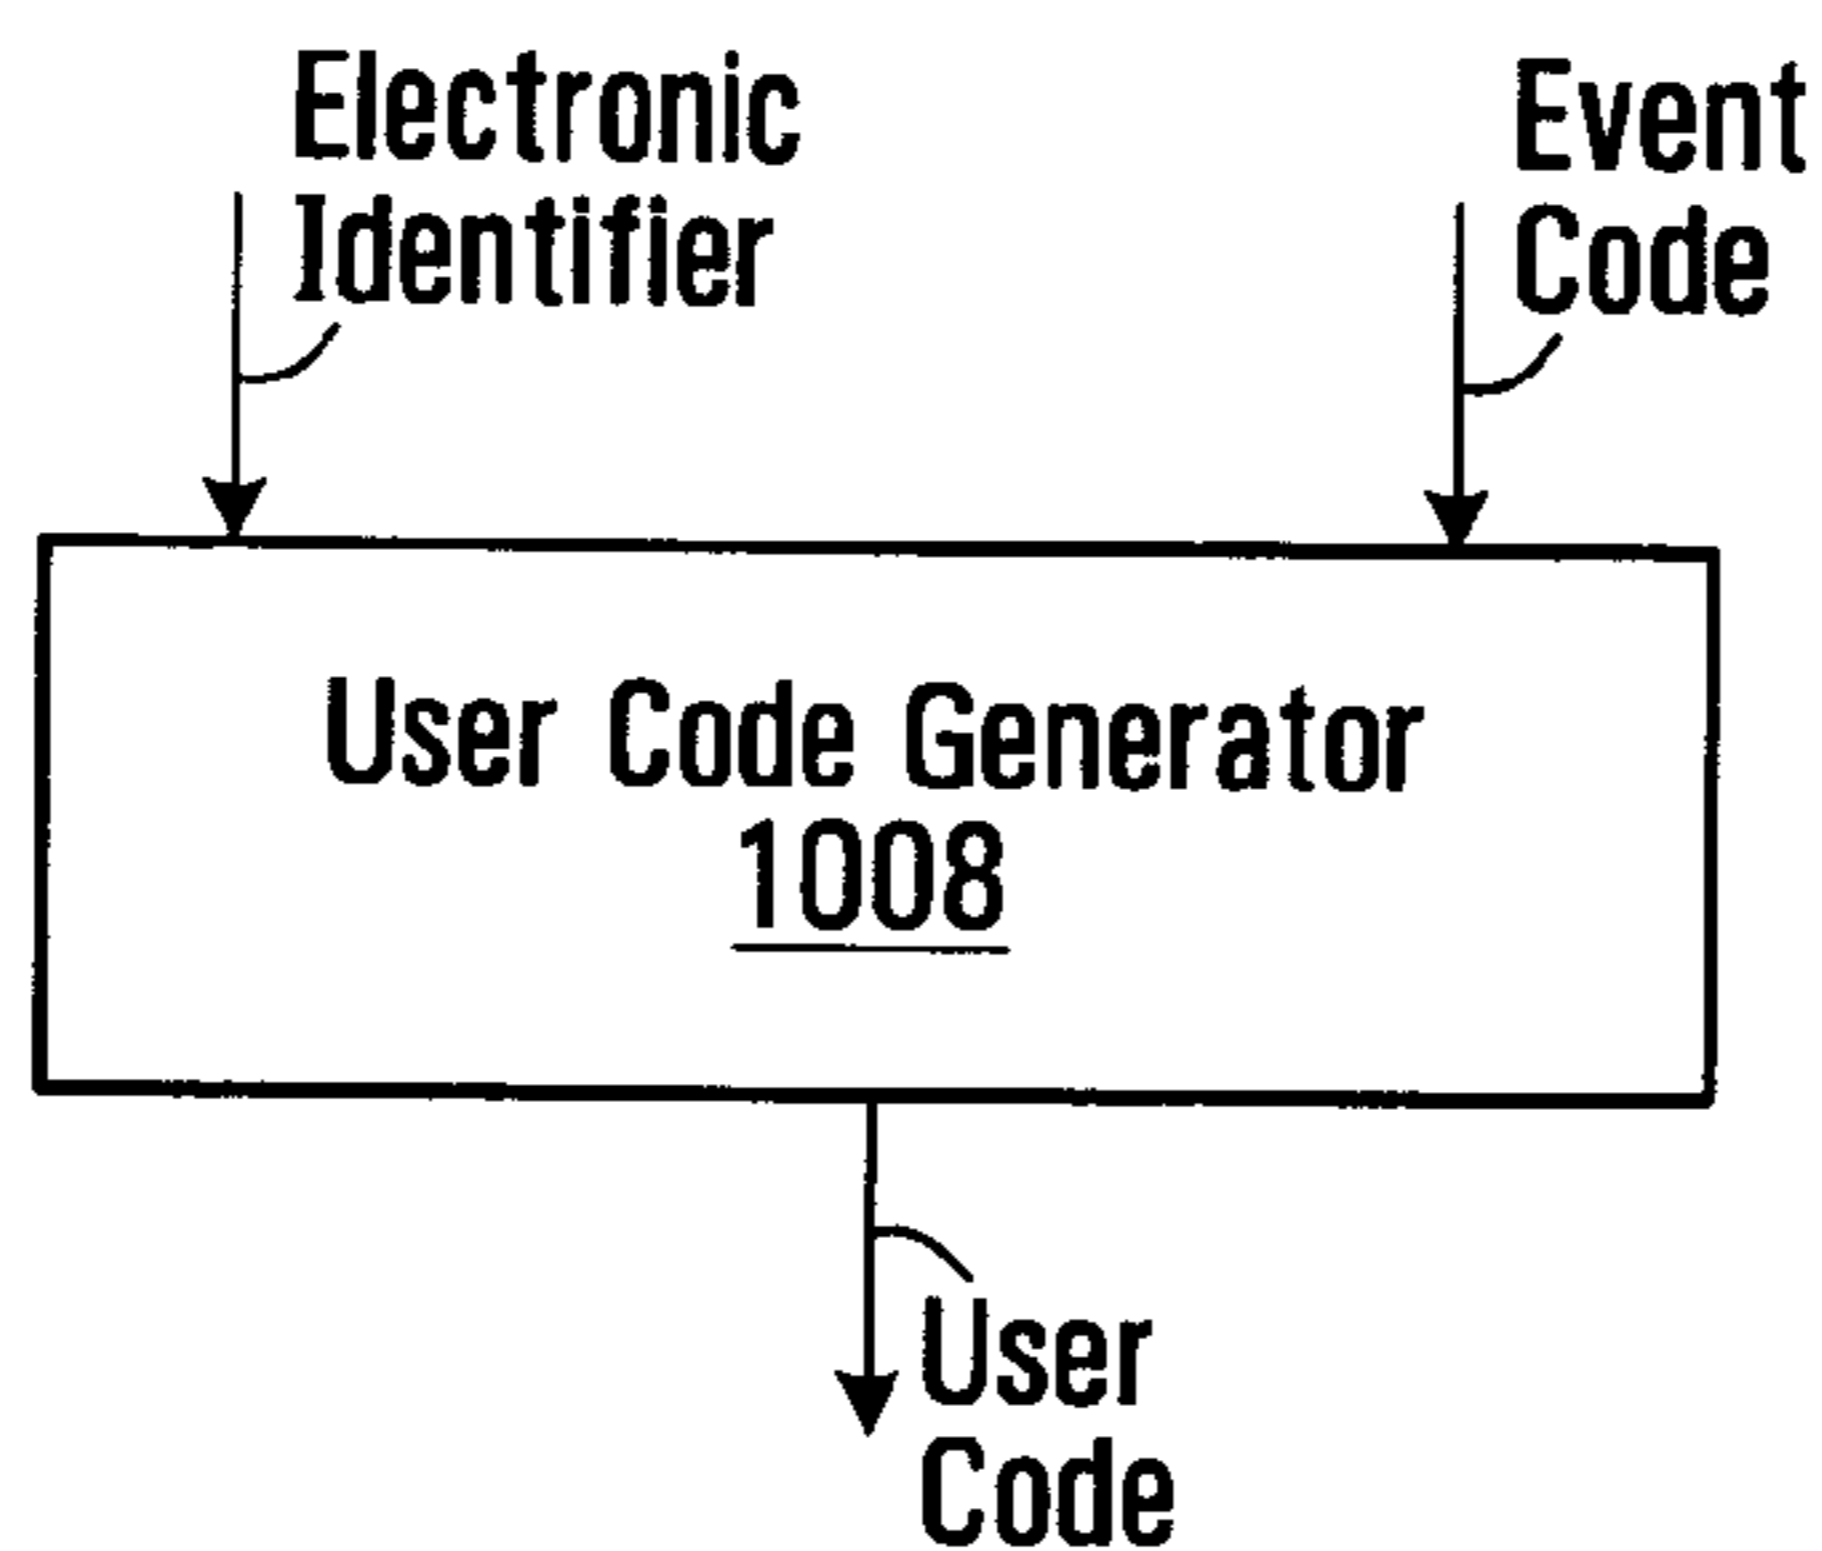 Electronic
Identifier
Event
Code
User Code Generator
1008
User
Code